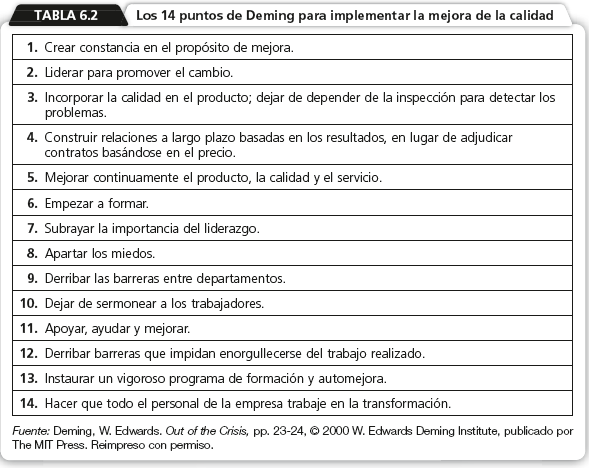 TABLA 6.2
Los 14 puntos de Deming para implementar la mejora de la calidad
1. Crear constancia en el propósito de mejora.
2. Liderar para promover el cambio.
3. Incorporar la calidad en el producto; dejar de depender de la inspección para detectar los
problemas.
4. Construir relaciones a largo plazo basadas en los resultados, en lugar de adjudicar
contratos basándose en el precio.
5. Mejorar continuamente el producto, la calidad y el servicio.
6. Empezar a formar.
7. Subrayar la importancia del liderazgo.
8. Apartar los miedos.
9. Derribar las barreras entre departamentos.
10. Dejar de sermonear a los trabajadores.
11. Apoyar, ayudar y mejorar.
12. Derribar barreras que impidan enorgullecerse del trabajo realizado.
13. Instaurar un vigoroso programa de formación y automejora.
14. Hacer que todo el personal de la empresa trabaje en la transformación.
Fuente: Deming, W. Edwards. Out of the Crisis, pp. 23-24, © 2000 W. Edwards Deming Institute, publicado por
The MIT Press. Reimpreso con permiso.